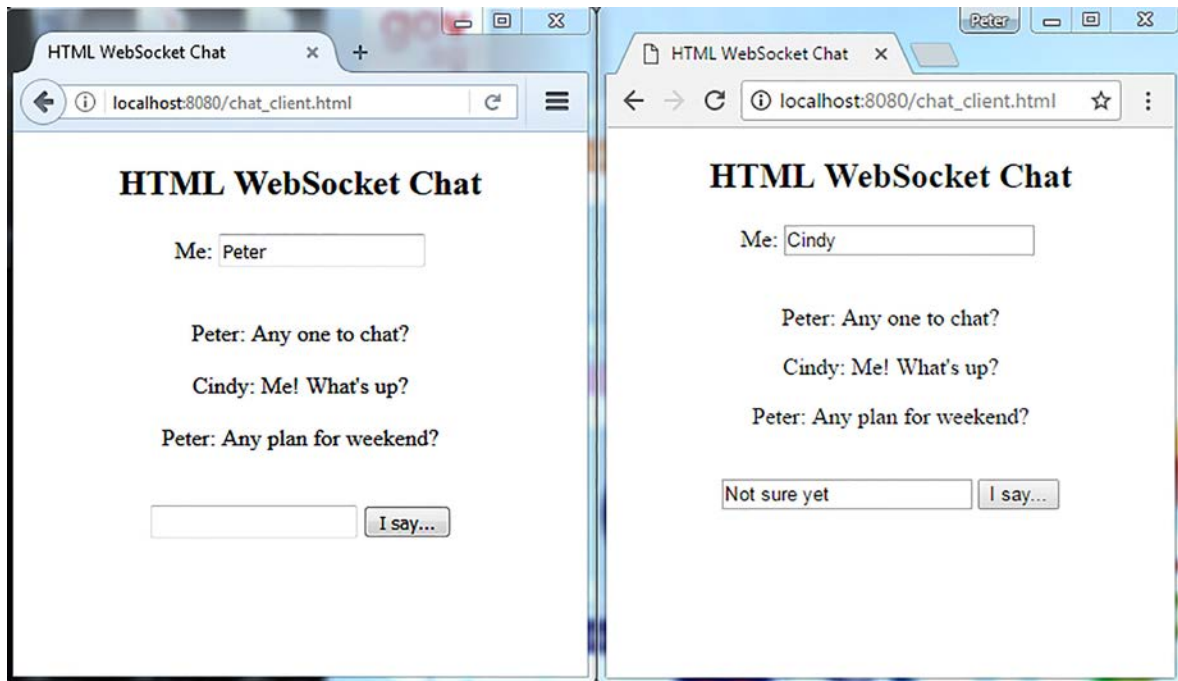 HTML WebSocket Chat
localhost:8080/chat_client.html
HTML WebSocket Chat
Me: Peter
Peter: Any one to chat?
Cindy: Me! What's up?
Peter: Any plan for weekend?
I say...
Peter
HTML WebSocket Chat
localhost:8080/chat_client.html
HTML WebSocket Chat
Me: Cindy
Peter: Any one to chat?
Cindy: Me! What's up?
Peter: Any plan for weekend?
Not sure yet I say...